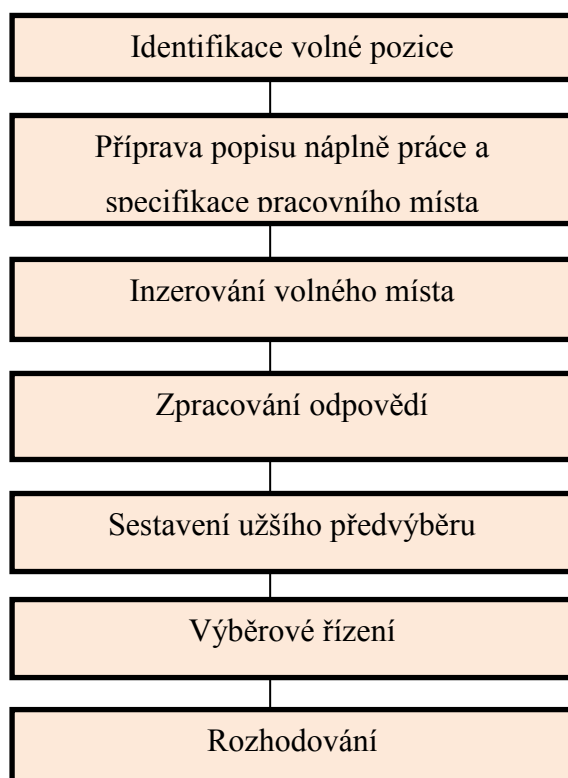 Identifikace volné pozice
Příprava popisu náplně práce a
specifikace pracovního místa
Inzerování volného místa
Zpracování odpovědí
Sestavení užšího předvýběru
Výběrové řízení
Rozhodování